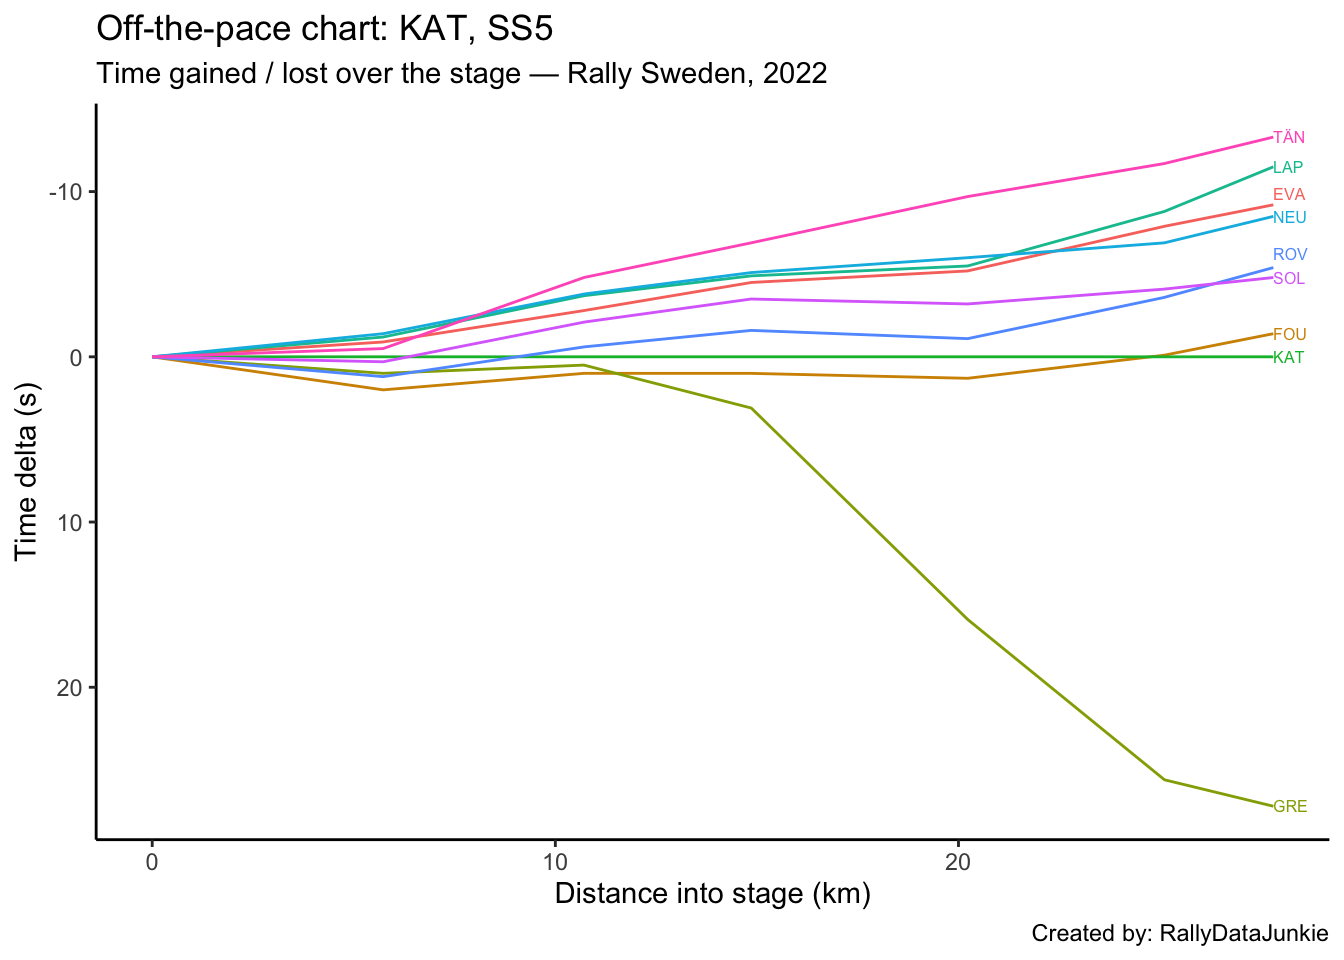 Off-the-pace chart: KAT, SS5
Time gained / lost over the stage — Rally Sweden, 2022
TÄN
LAP
EVA
NEU
ROV
SOL
FOU
KAT
GRE
-10
0
10
20
Time delta (s)
0
10
20
Distance into stage (km)
Created by: RallyDataJunkie